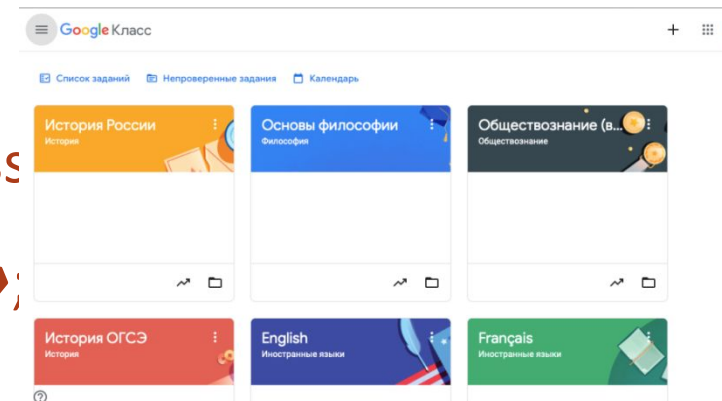 Google Класс
Список заданий Непроверенные задания Календарь
История России
История
Основы философии
Философия
Обществознание (в...
Обществознание
История ОГСЭ
История
English
Иностранные языки
Français
Иностранные языки